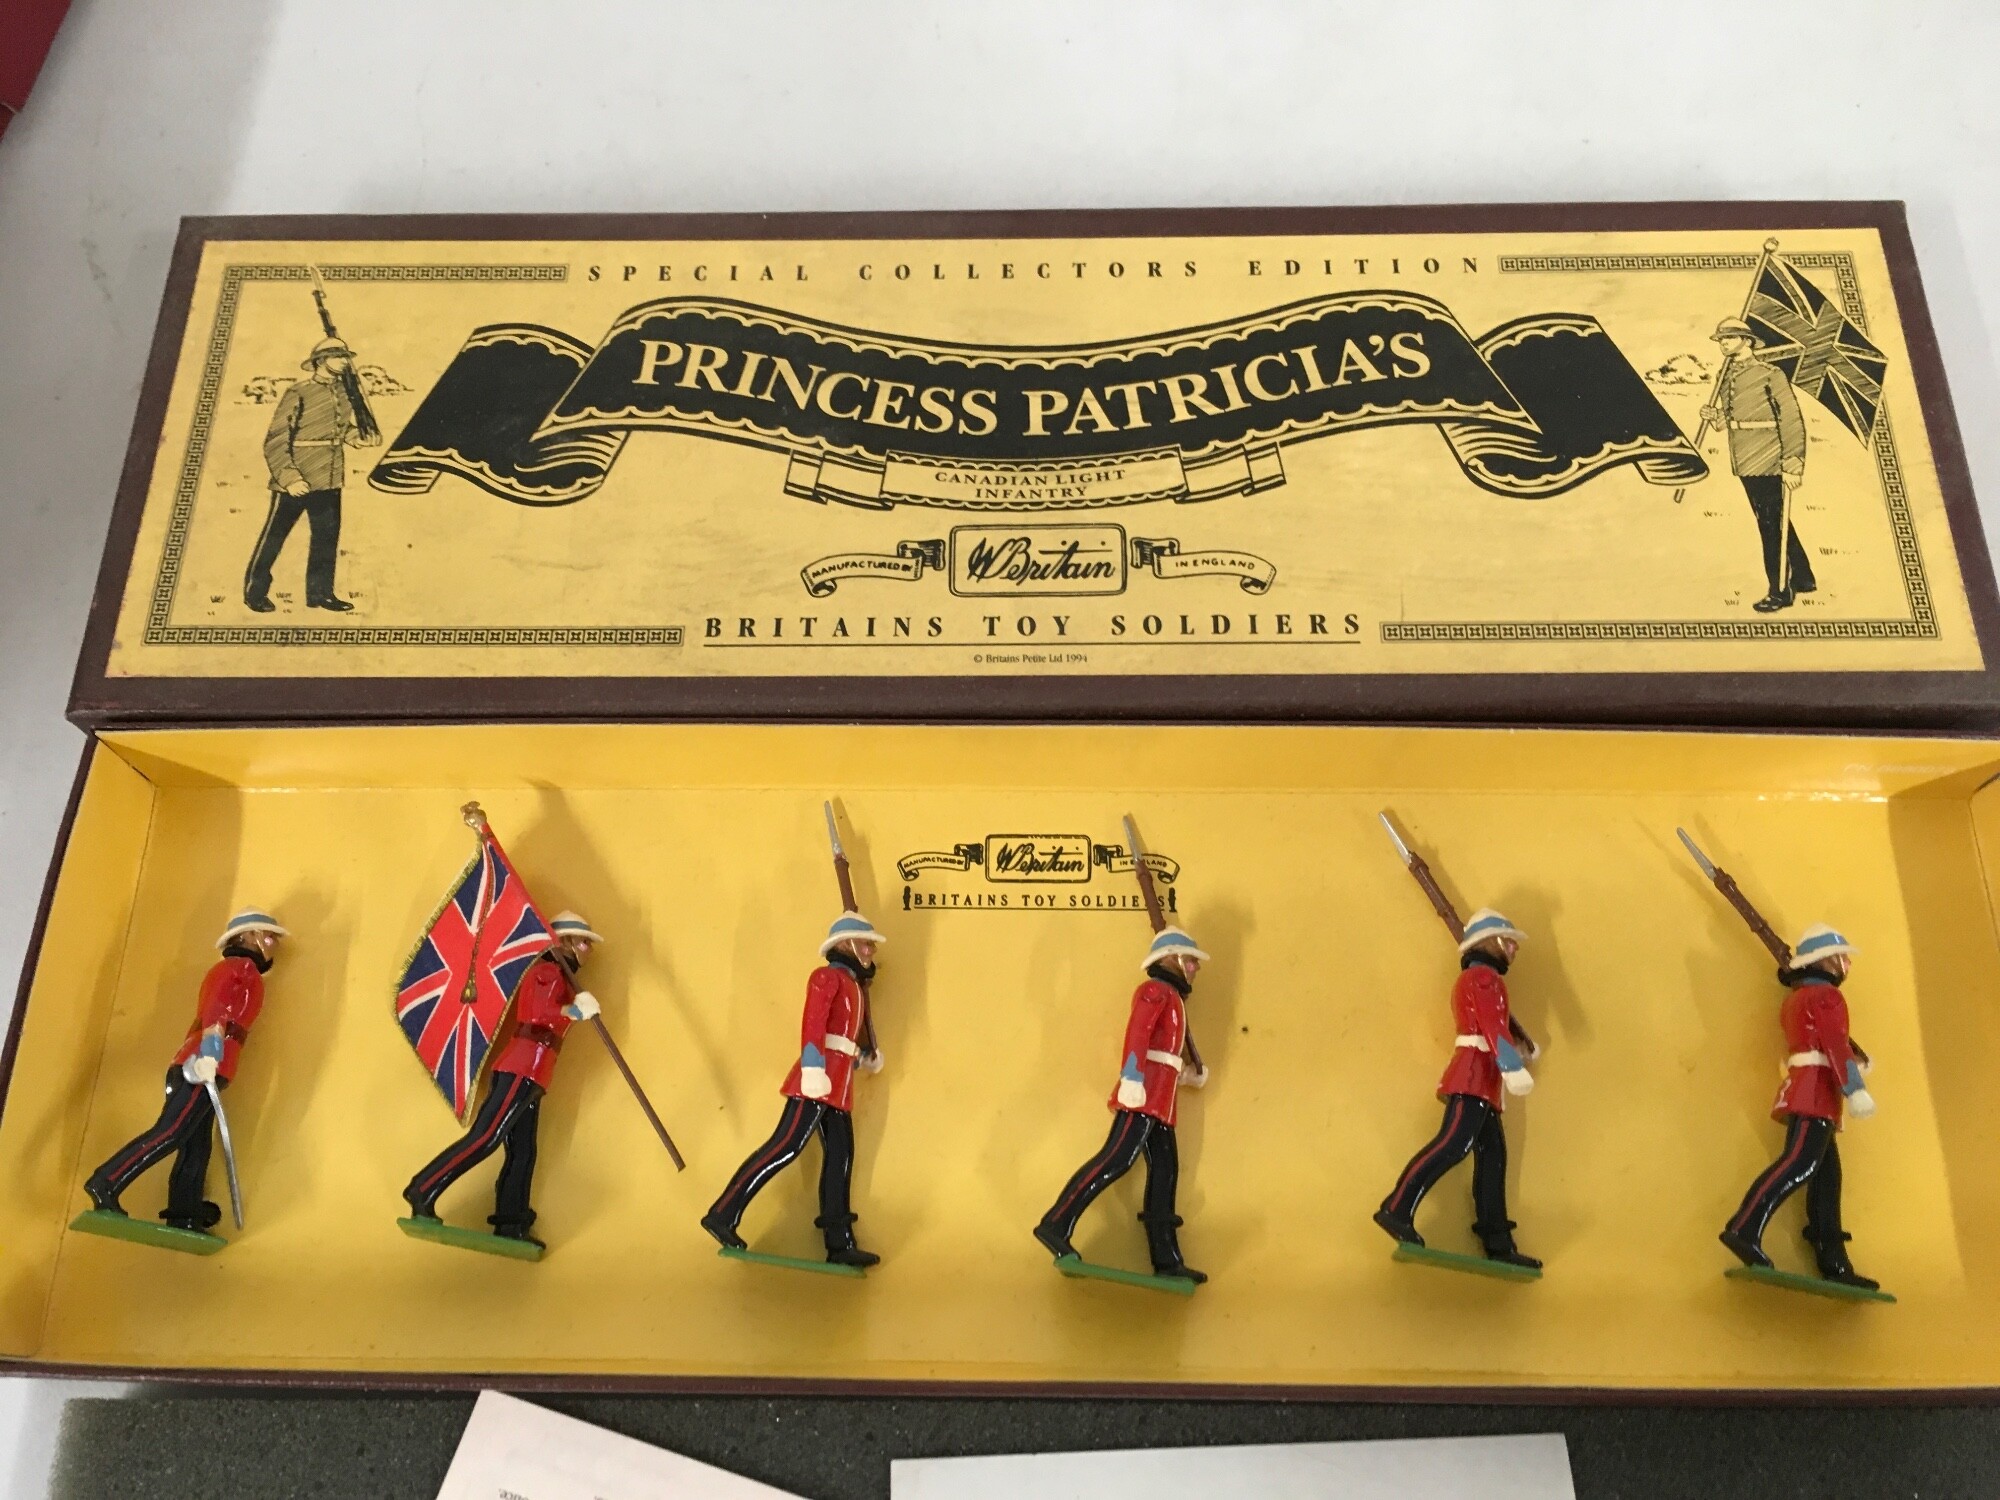 SPECIAL COLLECTORS EDITION
PRINCESS PATRICIA'S
CANADIAN LIGHT
INFANTRY
MANUFACTURED BY W Britain IN ENGLAND
BRITAINS TOY SOLDIERS
© Britains Petite Ltd 1994
MANUFACTURED BY W Britain IN ENGLAND
BRITAINS TOY SOLDIERS